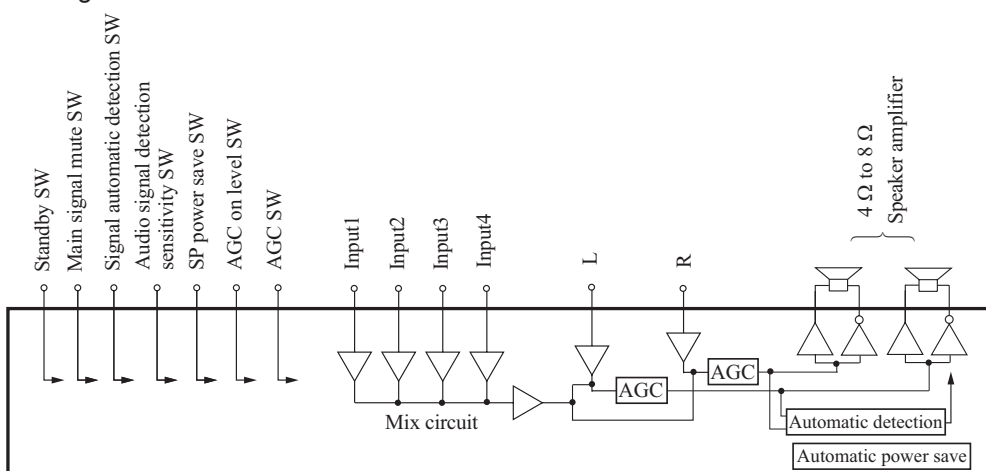 Standby SW
Main signal mute SW
Signal automatic detection SW
Audio signal detection
sensitivity SW
SP power save SW
AGC on level SW
AGC SW
Input1
Input2
Input3
Input4
L
R
4 Ω to 8 Ω
Speaker amplifier
AGC
AGC
Mix circuit
Automatic detection
Automatic power save